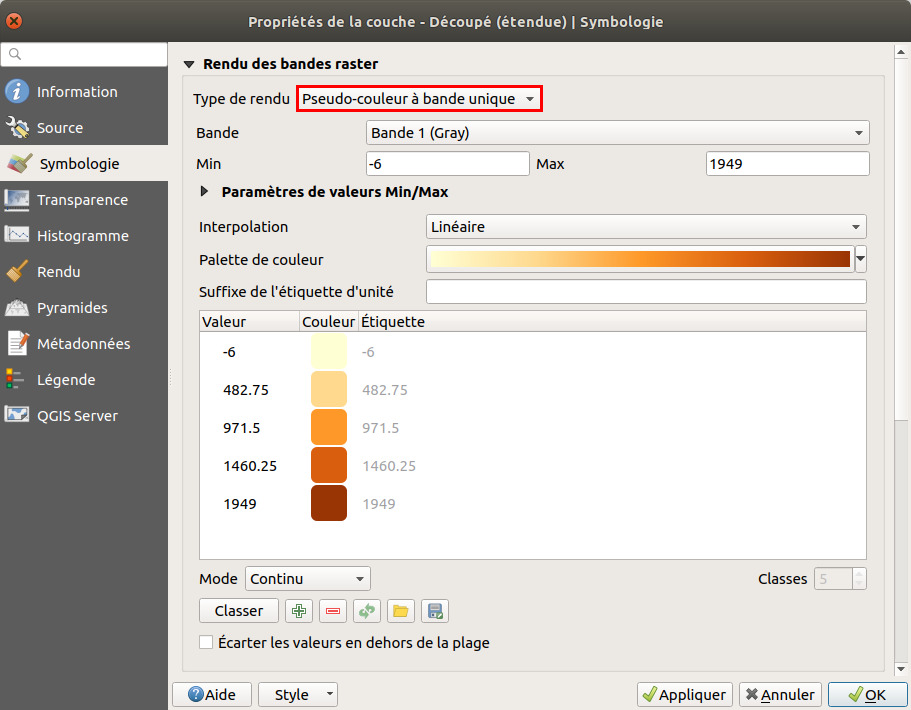 Propriétés de la couche - Découpé (étendue) | Symbologie
Information
Source
Symbologie
Transparence
Histogramme
Rendu
Pyramides
Métadonnées
Légende
QGIS Server
Rendu des bandes raster
Type de rendu Pseudo-couleur à bande unique
Bande Bande 1 (Gray)
Min -6 Max 1949
Paramètres de valeurs Min/Max
Interpolation Linéaire
Palette de couleur
Suffixe de l'étiquette d'unité
Valeur Couleur Étiquette
-6 -6
482.75 482.75
971.5 971.5
1460.25 1460.25
1949 1949
Mode Continu Classes 5
Classer
Écarter les valeurs en dehors de la plage
Aide Style Appliquer Annuler OK